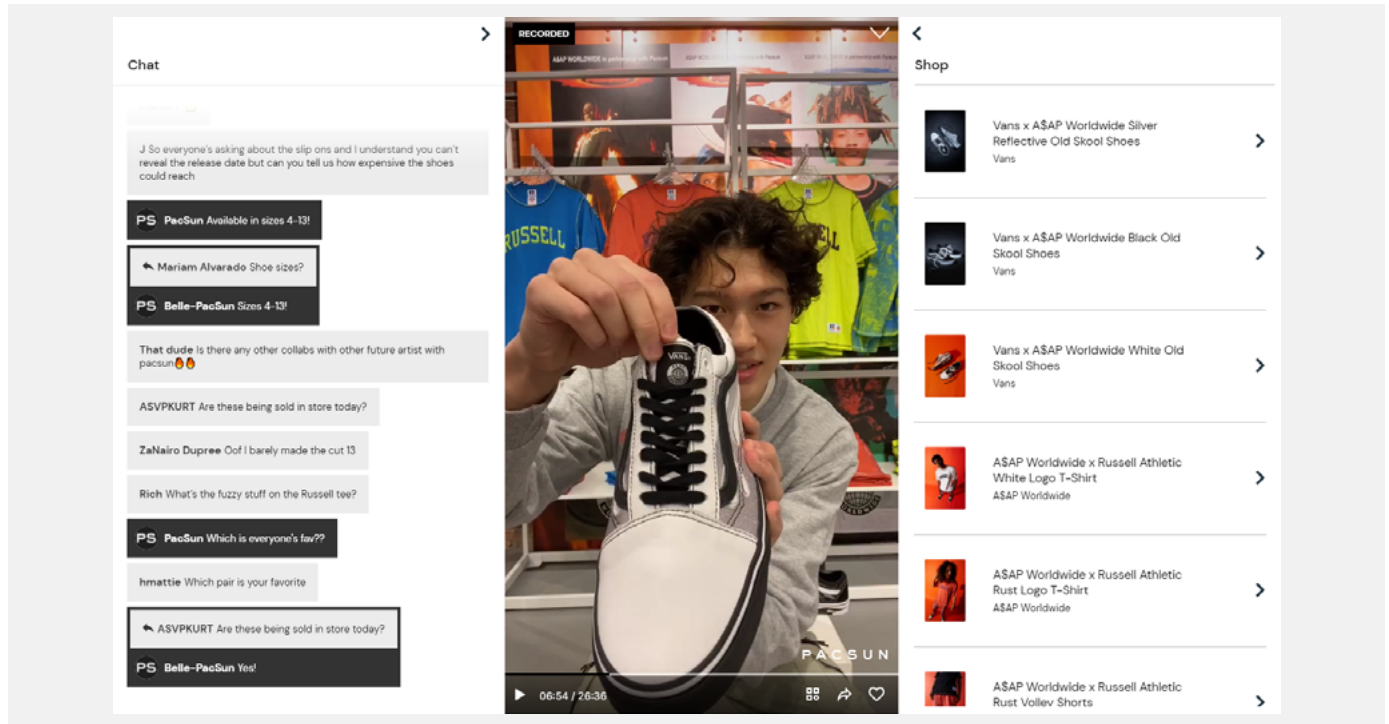 Chat
J So everyone's asking about the slip ons and I understand you can't
reveal the release date but can you tell us how expensive the shoes
could reach
PS PacSun Available in sizes 4-13!
Mariam Alvarado Shoe sizes?
PS Belle-PacSun Sizes 4-13!
That dude Is there any other collabs with other future artist with
pacsun🔥🔥
ASVPKURT Are these being sold in store today?
ZaNairo Dupree Oof I barely made the cut 13
Rich What's the fuzzy stuff on the Russell tee?
PS PacSun Which is everyone's fav??
hmattie Which pair is your favorite
ASVPKURT Are these being sold in store today?
PS Belle-PacSun Yes!
RECORDED
A$AP WORLDWIDE in partnership with Pacsun
RUSSELL
VANS
PACSUN
06:54 / 26:36
Shop
Vans x A$AP Worldwide Silver
Reflective Old Skool Shoes
Vans
Vans x A$AP Worldwide Black Old
Skool Shoes
Vans
Vans x A$AP Worldwide White Old
Skool Shoes
Vans
A$AP Worldwide x Russell Athletic
White Logo T-Shirt
A$AP Worldwide
A$AP Worldwide x Russell Athletic
Rust Logo T-Shirt
A$AP Worldwide
A$AP Worldwide x Russell Athletic
Rust Volley Shorts